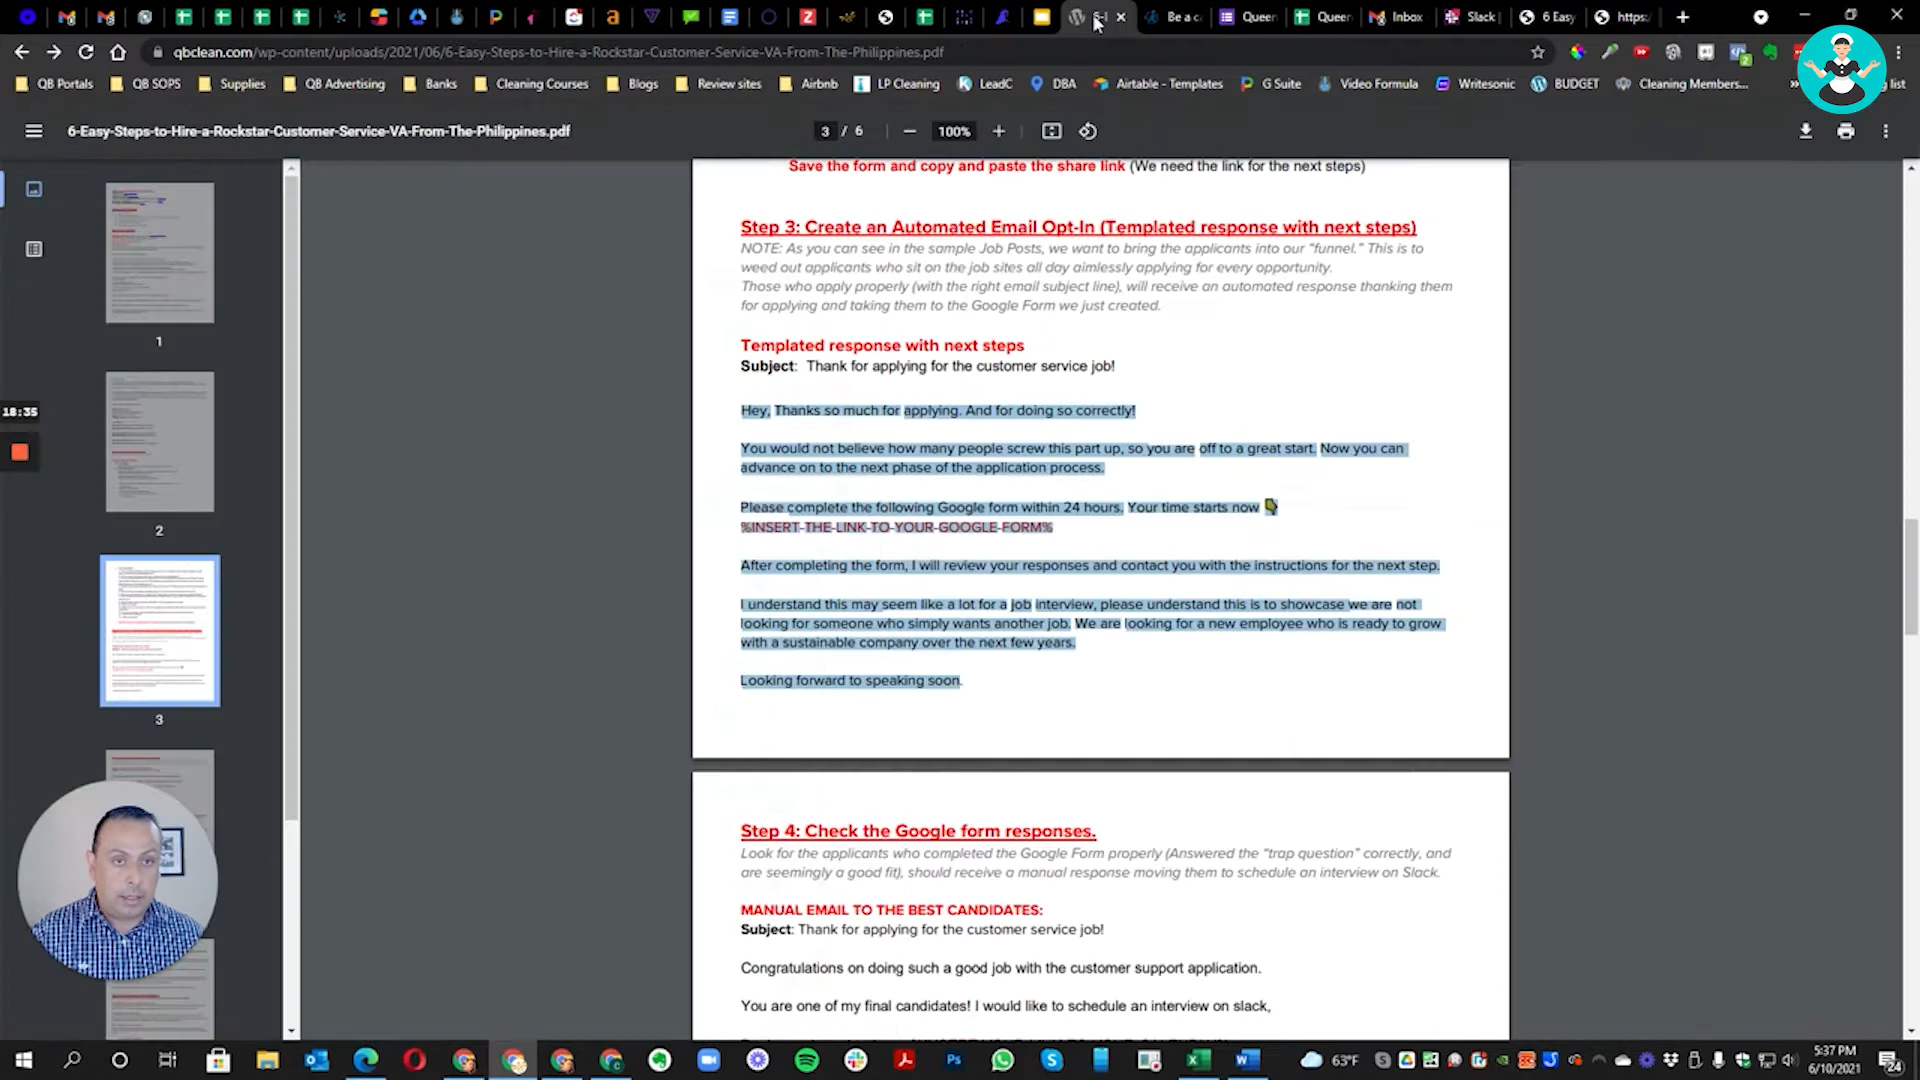 S-I
Be a c
Queer
Queer
Inbox
Slack
6 Easy
https:
qbclean.com/wp-content/uploads/2021/06/6-Easy-Steps-to-Hire-a-Rockstar-Customer-Service-VA-From-The-Philippines.pdf
QB Portals
QB SOPS
Supplies
QB Advertising
Banks
Cleaning Courses
Blogs
Review sites
Airbnb
LP Cleaning
LeadC
DBA
Airtable - Templates
G Suite
Video Formula
Writesonic
BUDGET
Cleaning Members...
g list
6-Easy-Steps-to-Hire-a-Rockstar-Customer-Service-VA-From-The-Philippines.pdf
3 / 6
100%
1
2
3
18:35
Save the form and copy and paste the share link (We need the link for the next steps)
Step 3: Create an Automated Email Opt-In (Templated response with next steps)
NOTE: As you can see in the sample Job Posts, we want to bring the applicants into our "funnel." This is to
weed out applicants who sit on the job sites all day aimlessly applying for every opportunity.
Those who apply properly (with the right email subject line), will receive an automated response thanking them
for applying and taking them to the Google Form we just created.
Templated response with next steps
Subject: Thank for applying for the customer service job!
Hey, Thanks so much for applying. And for doing so correctly!
You would not believe how many people screw this part up, so you are off to a great start. Now you can
advance on to the next phase of the application process.
Please complete the following Google form within 24 hours. Your time starts now
%INSERT-THE-LINK-TO-YOUR-GOOGLE-FORM%
After completing the form, I will review your responses and contact you with the instructions for the next step.
I understand this may seem like a lot for a job interview, please understand this is to showcase we are not
looking for someone who simply wants another job. We are looking for a new employee who is ready to grow
with a sustainable company over the next few years.
Looking forward to speaking soon.
Step 4: Check the Google form responses.
Look for the applicants who completed the Google Form properly (Answered the "trap question" correctly, and
are seemingly a good fit), should receive a manual response moving them to schedule an interview on Slack.
MANUAL EMAIL TO THE BEST CANDIDATES:
Subject: Thank for applying for the customer service job!
Congratulations on doing such a good job with the customer support application.
You are one of my final candidates! I would like to schedule an interview on slack,
63°F
5:37 PM
6/10/2021
24